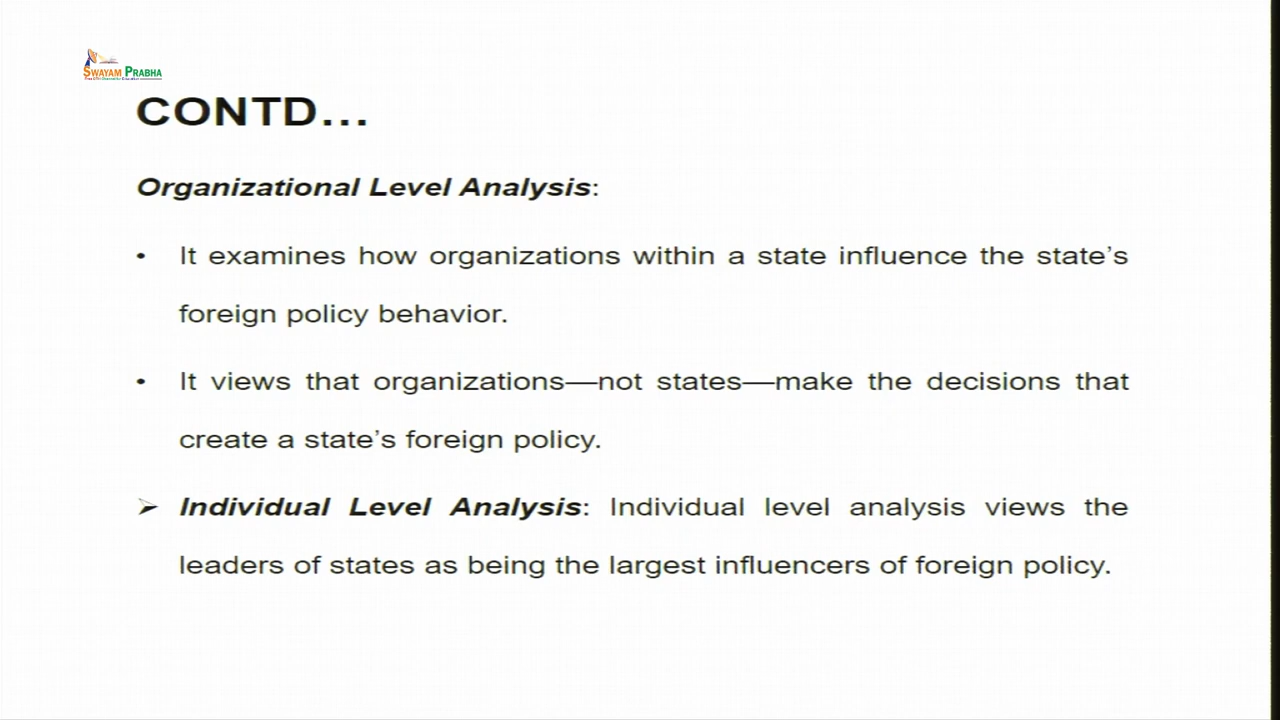 SWAYAM PRABHA
CONTD...
Organizational Level Analysis:
• It examines how organizations within a state influence the state’s
foreign policy behavior.
• It views that organizations—not states—make the decisions that
create a state’s foreign policy.
➢ Individual Level Analysis: Individual level analysis views the
leaders of states as being the largest influencers of foreign policy.